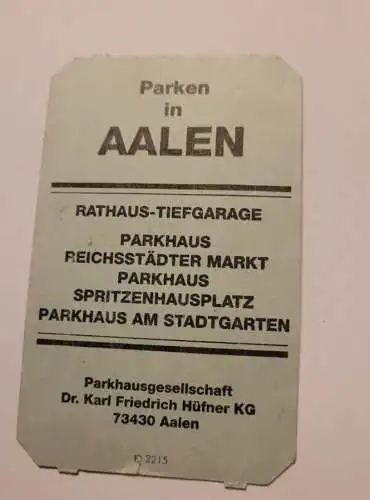 Parken
in
AALEN
RATHAUS-TIEFGARAGE
PARKHAUS
REICHSSTÄDTER MARKT
PARKHAUS
SPRITZENHAUSPLATZ
PARKHAUS AM STADTGARTEN
Parkhausgesellschaft
Dr. Karl Friedrich Hüfner KG
73430 Aalen
2215